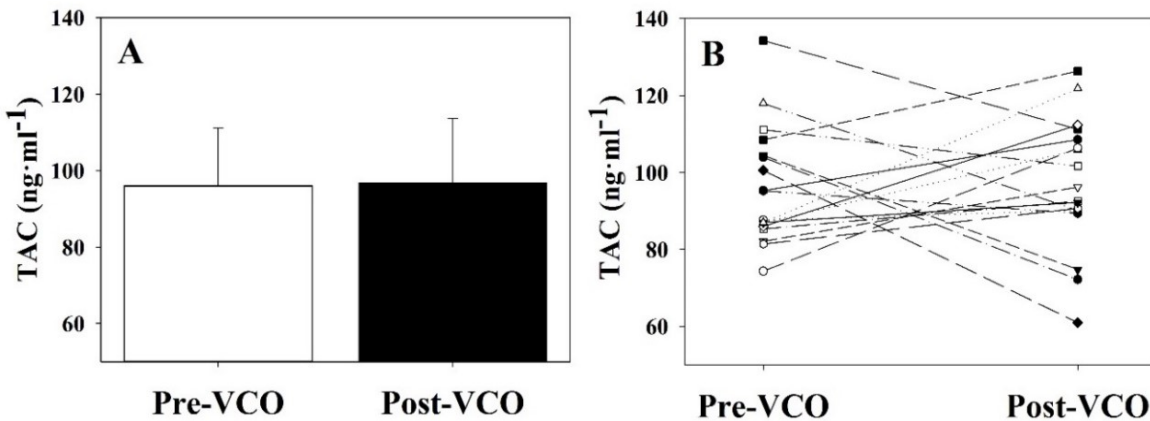 A
TAC (ng·ml-1)
140
120
100
80
60
Pre-VCO Post-VCO
B
TAC (ng·ml-1)
140
120
100
80
60
Pre-VCO Post-VCO